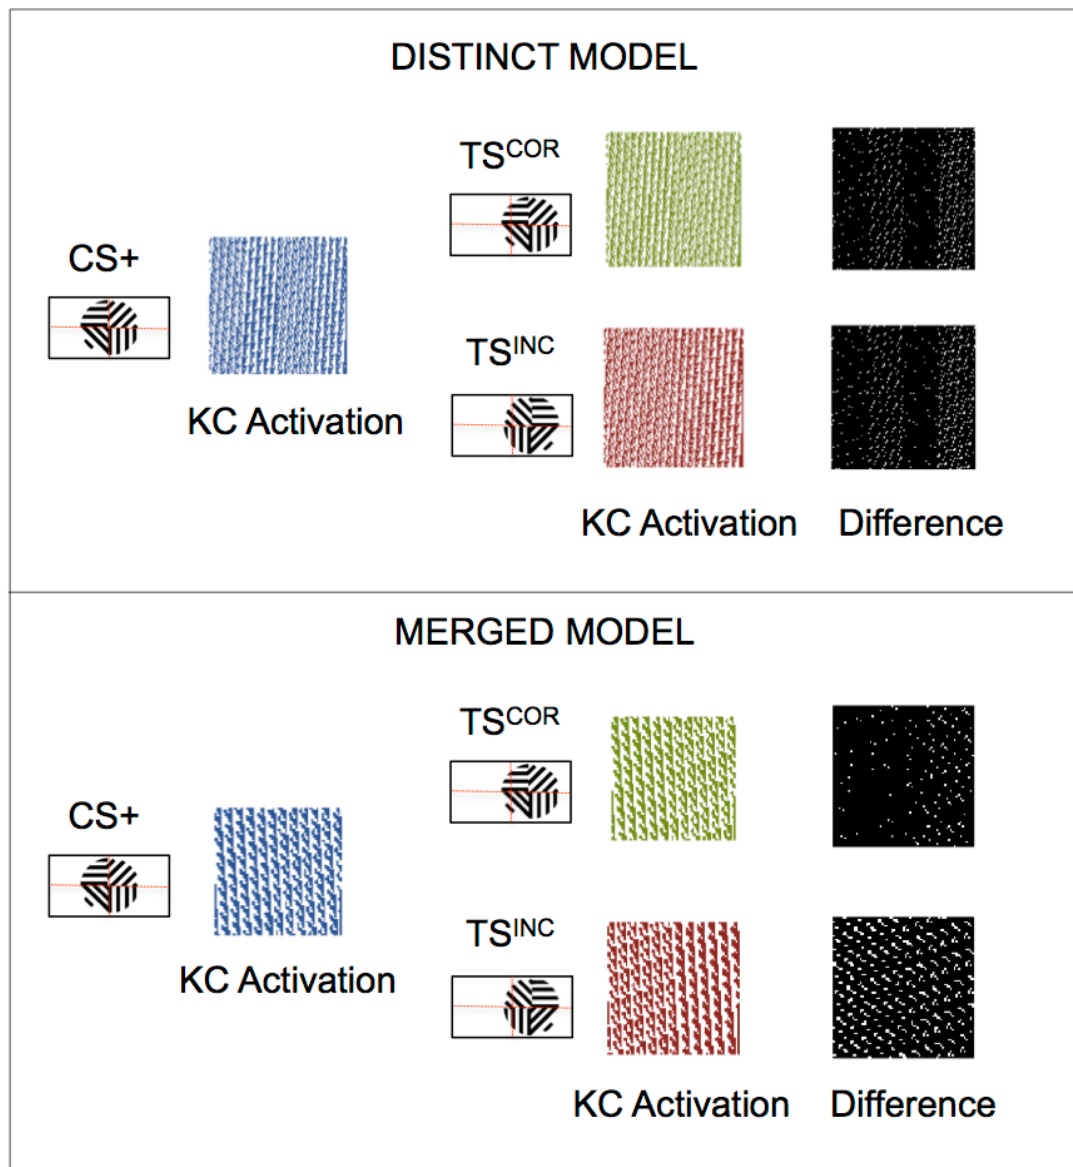 DISTINCT MODEL
TS^COR
CS+
TS^INC
KC Activation
KC Activation Difference
MERGED MODEL
TS^COR
CS+
TS^INC
KC Activation
KC Activation Difference